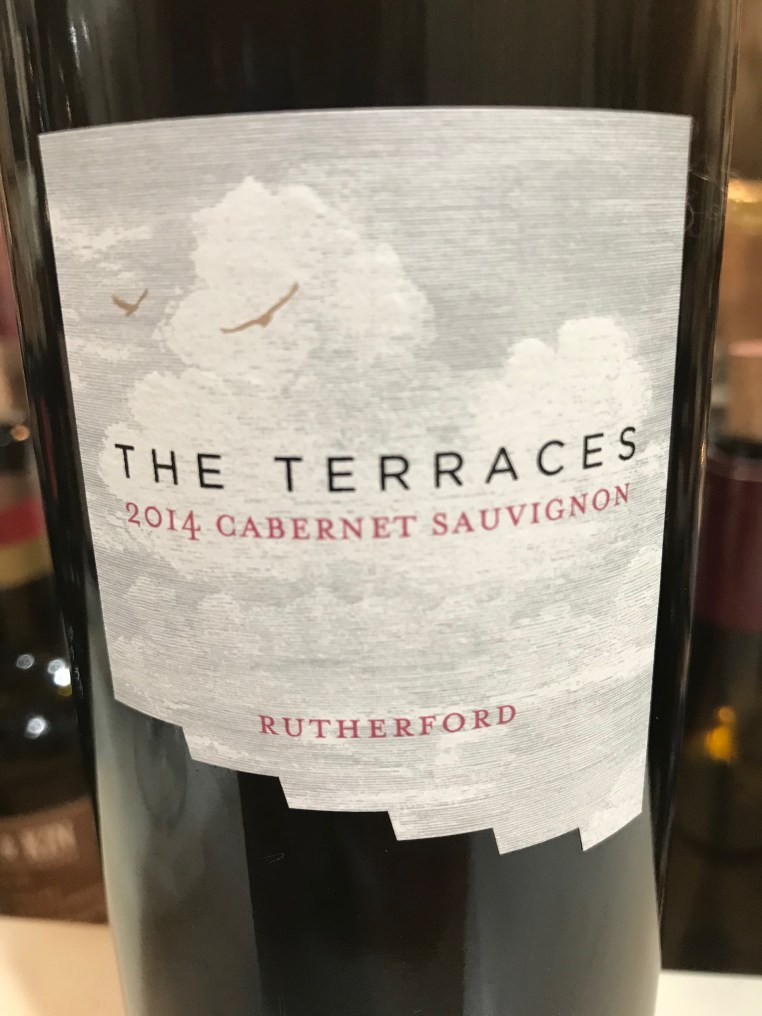 THE TERRACES
2014 CABERNET SAUVIGNON
RUTHERFORD